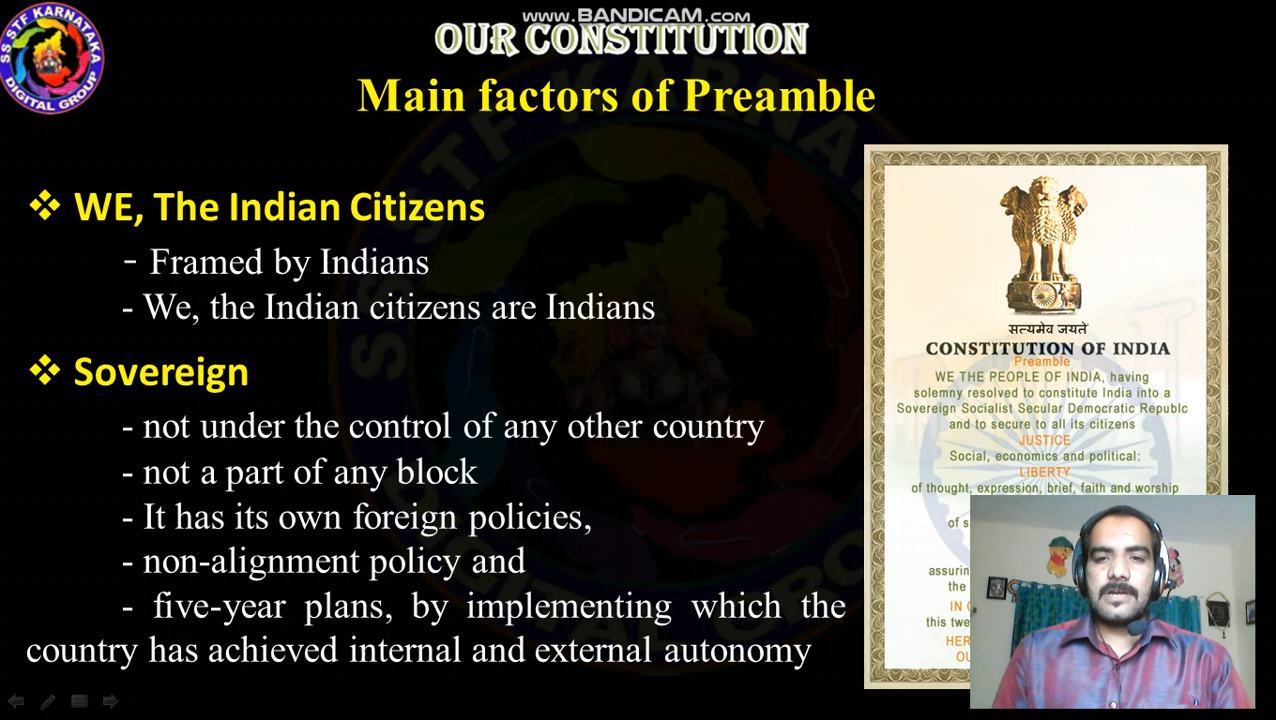 www.BANDICAM.com
OUR CONSTITUTION
SS STF KARNATAKA
DIGITAL GROUP
Main factors of Preamble
❖ WE, The Indian Citizens
- Framed by Indians
- We, the Indian citizens are Indians
❖ Sovereign
- not under the control of any other country
- not a part of any block
- It has its own foreign policies,
- non-alignment policy and
- five-year plans, by implementing which the
country has achieved internal and external autonomy
सत्यमेव जयते
CONSTITUTION OF INDIA
Preamble
WE THE PEOPLE OF INDIA, having
solemny resolved to constitute India into a
Sovereign Socialist Secular Democratic Republc
and to secure to all its citizens
JUSTICE
Social, economics and political:
LIBERTY
of thought, expression, brief, faith and worship
of
the
this